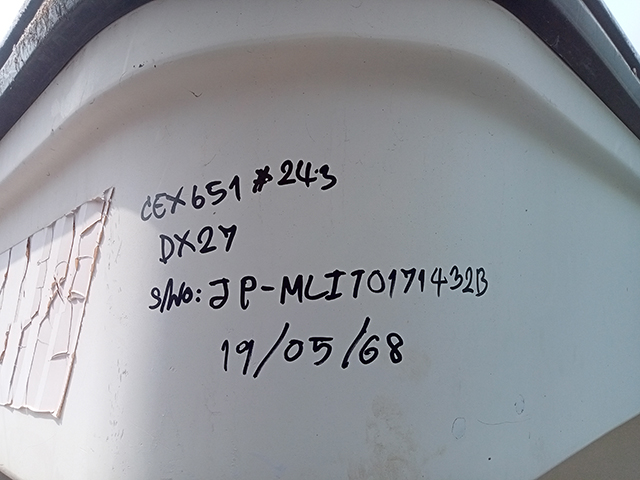 CEX651 #243
DX27
S/No: JP-MLIT0171432B
19/05/68